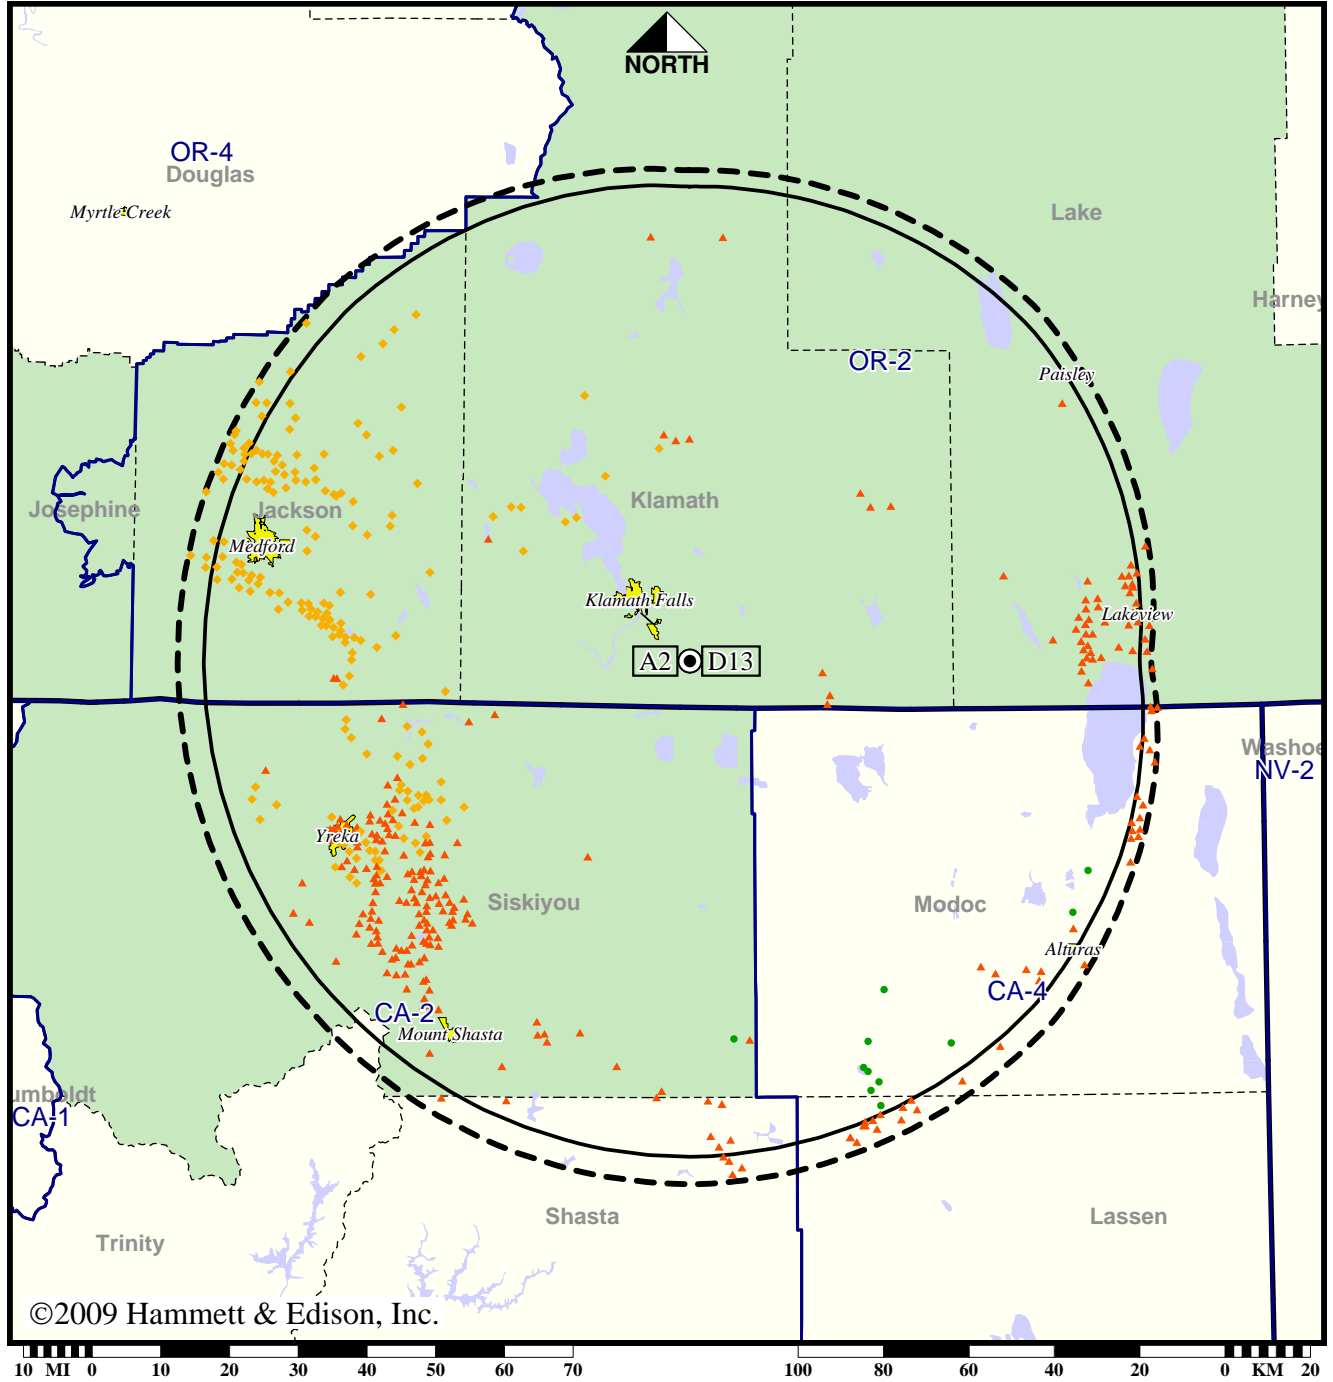 NORTH
OR-4
Douglas
Myrtle Creek
Lake
Harney
OR-2
Paisley
Klamath
Josephine
Jackson
Medford
Klamath Falls
Lakeview
A2 D13
Washoe
NV-2
Yreka
Siskiyou
Modoc
Alturas
CA-4
CA-2
Mount Shasta
umboldt
CA-1
Shasta
Lassen
Trinity
©2009 Hammett & Edison, Inc.
10 MI 0 10 20 30 40 50 60 70 100 80 60 40 20 0 KM 20